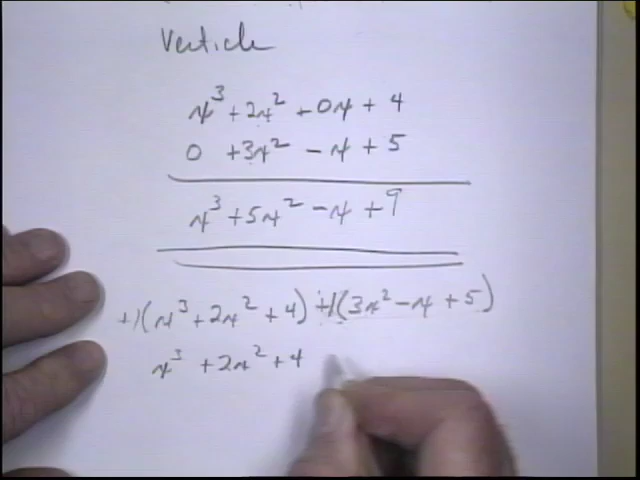 Verticle
x³ + 2x² + 0x + 4
0 + 3x² - x + 5
x³ + 5x² - x + 9
+1(x³ + 2x² + 4) +1(3x² - x + 5)
x³ + 2x² + 4